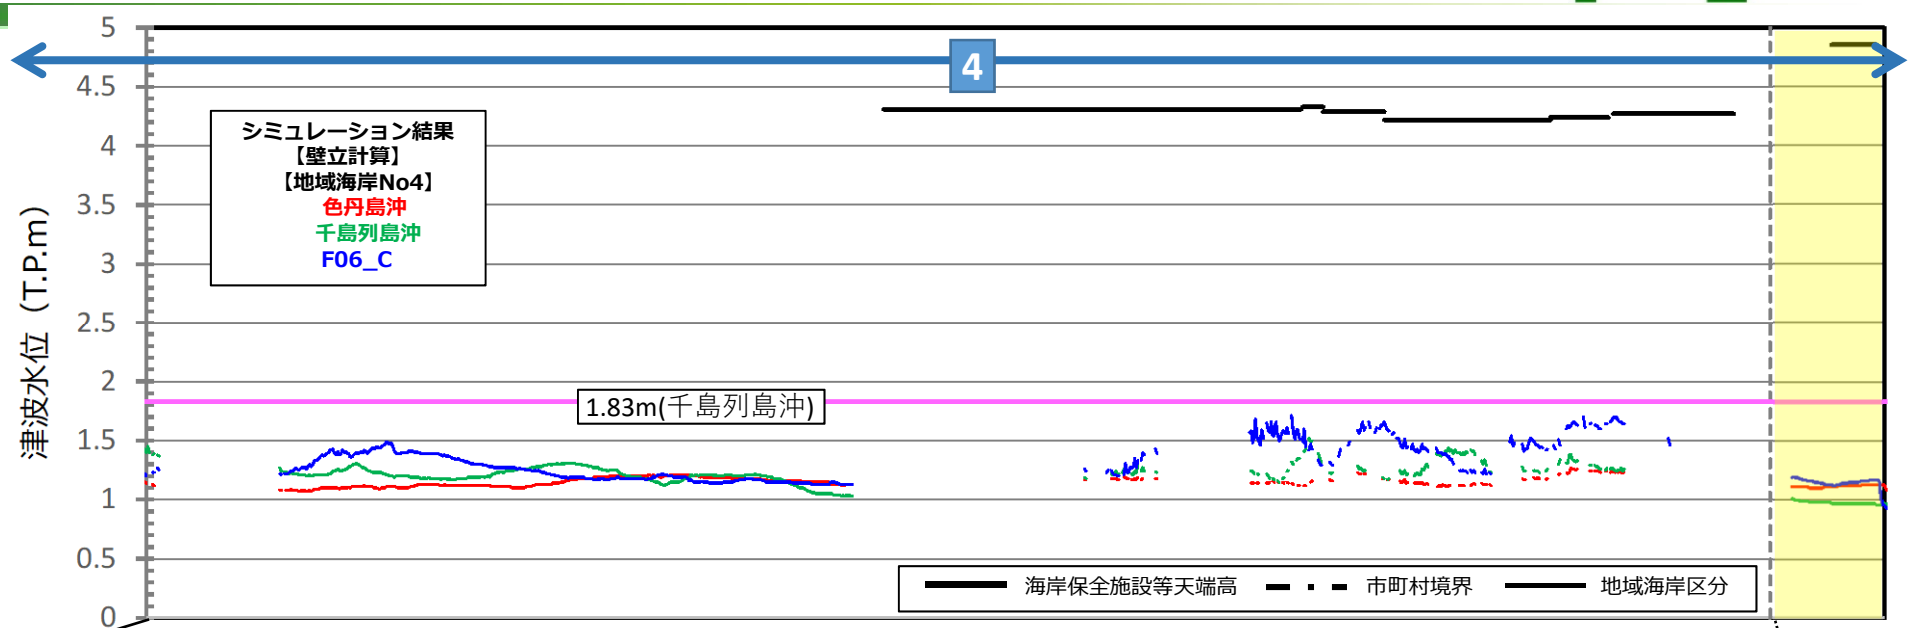 5
4
4.5
シミュレーション結果
【壁立計算】
【地域海岸No4】
色丹島沖
千島列島沖
F06_C
4
3.5
3
2.5
2
1.83m(千島列島沖)
1.5
1
0.5
0
津波水位（T.P.m）
海岸保全施設等天端高
市町村境界
地域海岸区分